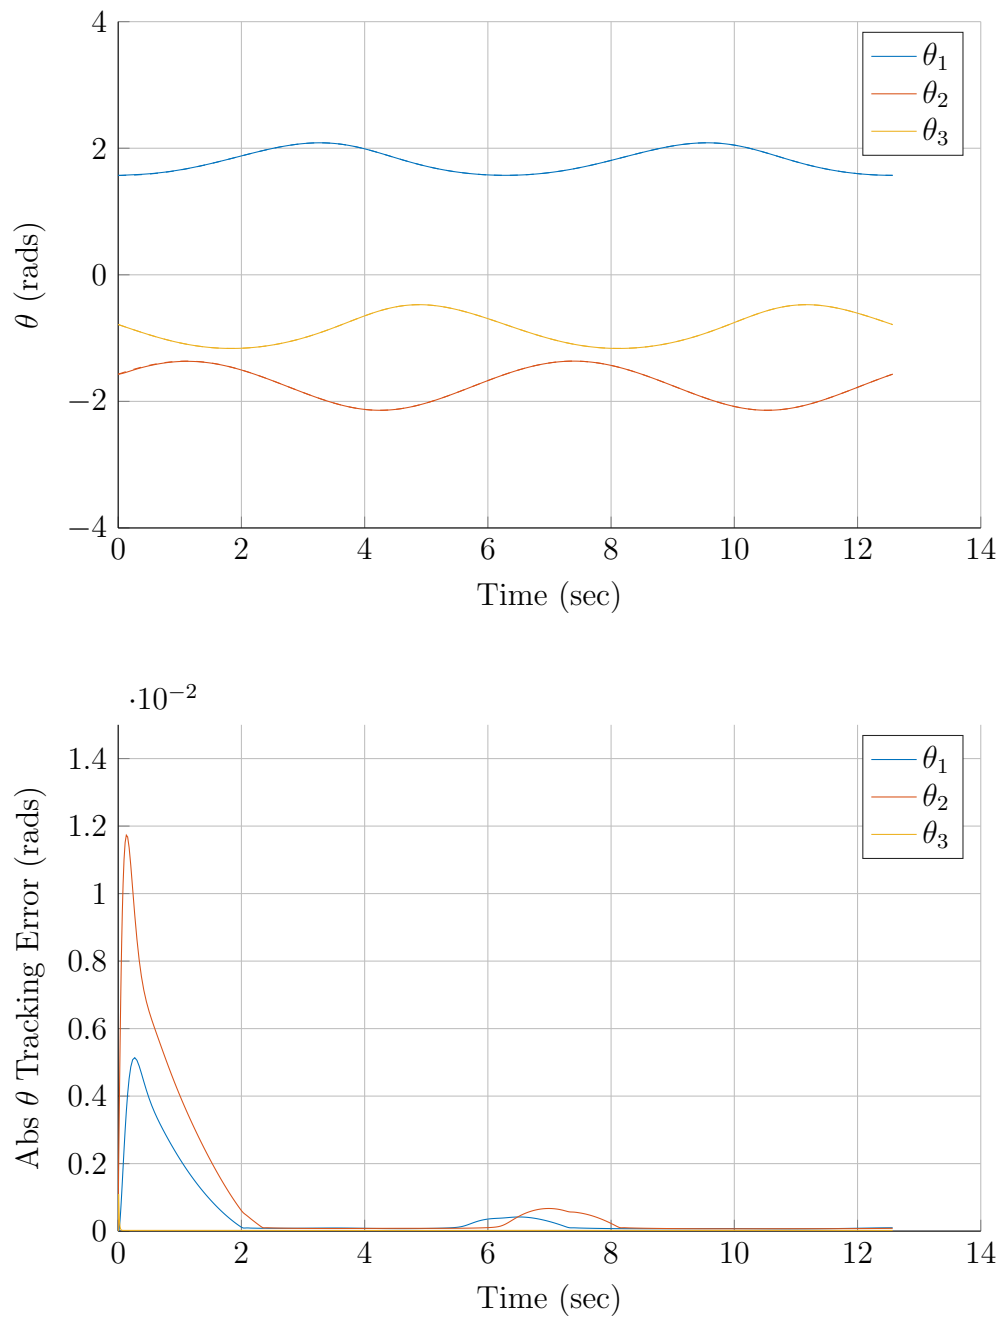 4
2
0
−2
−4
θ (rads)
0 2 4 6 8 10 12 14
Time (sec)
θ1
θ2
θ3
·10−2
1.4
1.2
1
0.8
0.6
0.4
0.2
0
Abs θ Tracking Error (rads)
0 2 4 6 8 10 12 14
Time (sec)
θ1
θ2
θ3